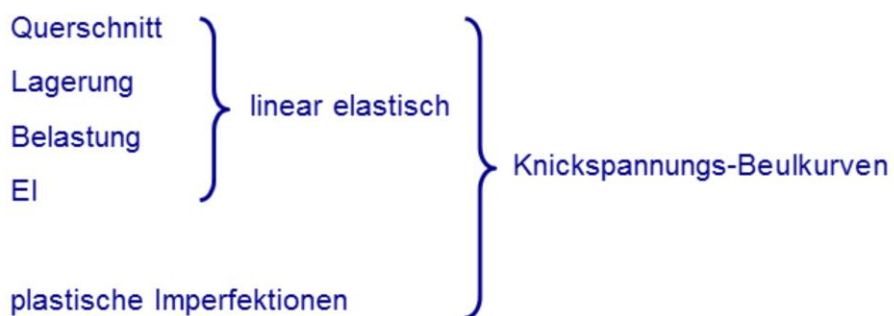 Querschnitt
Lagerung
linear elastisch
Belastung
Knickspannungs-Beulkurven
EI
plastische Imperfektionen